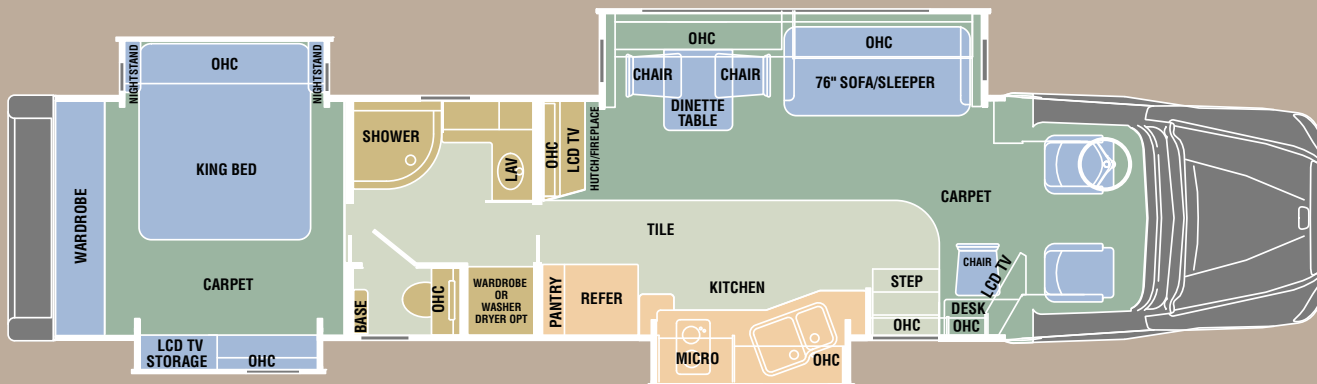 NIGHTSTAND
OHC
NIGHTSTAND
KING BED
WARDROBE
CARPET
LCD TV
STORAGE
OHC
SHOWER
LAV
BASE
OHC
WARDROBE
OR
WASHER
DRYER OPT
OHC
LCD TV
HUTCH/FIREPLACE
OHC
CHAIR
CHAIR
DINETTE
TABLE
OHC
76" SOFA/SLEEPER
CARPET
TILE
KITCHEN
PANTRY
REFER
MICRO
OHC
STEP
OHC
CHAIR
LCD TV
DESK
OHC